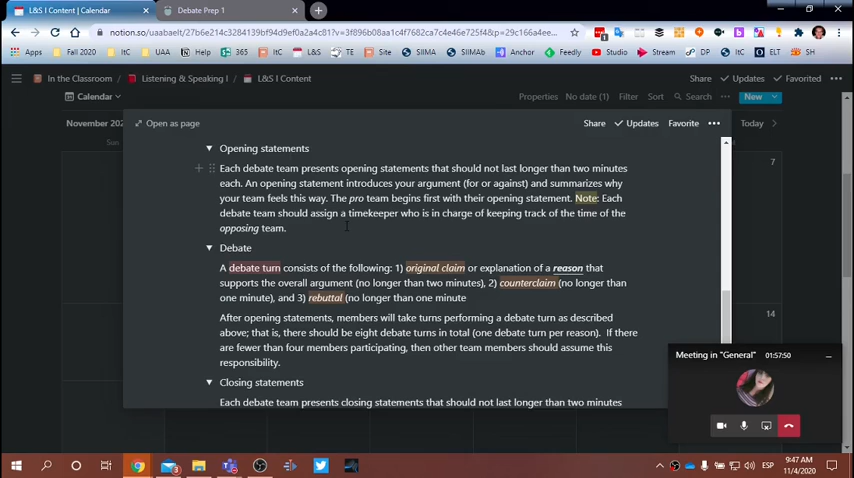 L&S I Content | Calendar
Debate Prep 1
notion.so/uaabaelt/27b6e214c3284139bf94d9ef0a2a4c81?v=3f896b08aa1c4f7682ca7c4c46e725f4&p=29c166a4ee...
Apps Fall 2020 ItC UAA N Help 365 ItC L&S TE Site SIIMA SIIMAb Anchor Feedly Studio Stream DP ItC ELT SH
In the Classroom / Listening & Speaking I / L&S I Content
Share Updates Favorited
Calendar
Properties No date (1) Filter Sort Search New
November 202
Sun
Today
Open as page
Share Updates Favorite
7
Opening statements
Each debate team presents opening statements that should not last longer than two minutes
each. An opening statement introduces your argument (for or against) and summarizes why
your team feels this way. The pro team begins first with their opening statement. Note: Each
debate team should assign a timekeeper who is in charge of keeping track of the time of the
opposing team.
Debate
A debate turn consists of the following: 1) original claim or explanation of a reason that
supports the overall argument (no longer than two minutes), 2) counterclaim (no longer than
one minute), and 3) rebuttal (no longer than one minute
14
After opening statements, members will take turns performing a debate turn as described
above; that is, there should be eight debate turns in total (one debate turn per reason). If there
are fewer than four members participating, then other team members should assume this
responsibility.
Closing statements
Each debate team presents closing statements that should not last longer than two minutes
Meeting in "General" 01:57:50
ESP
9:47 AM
11/4/2020